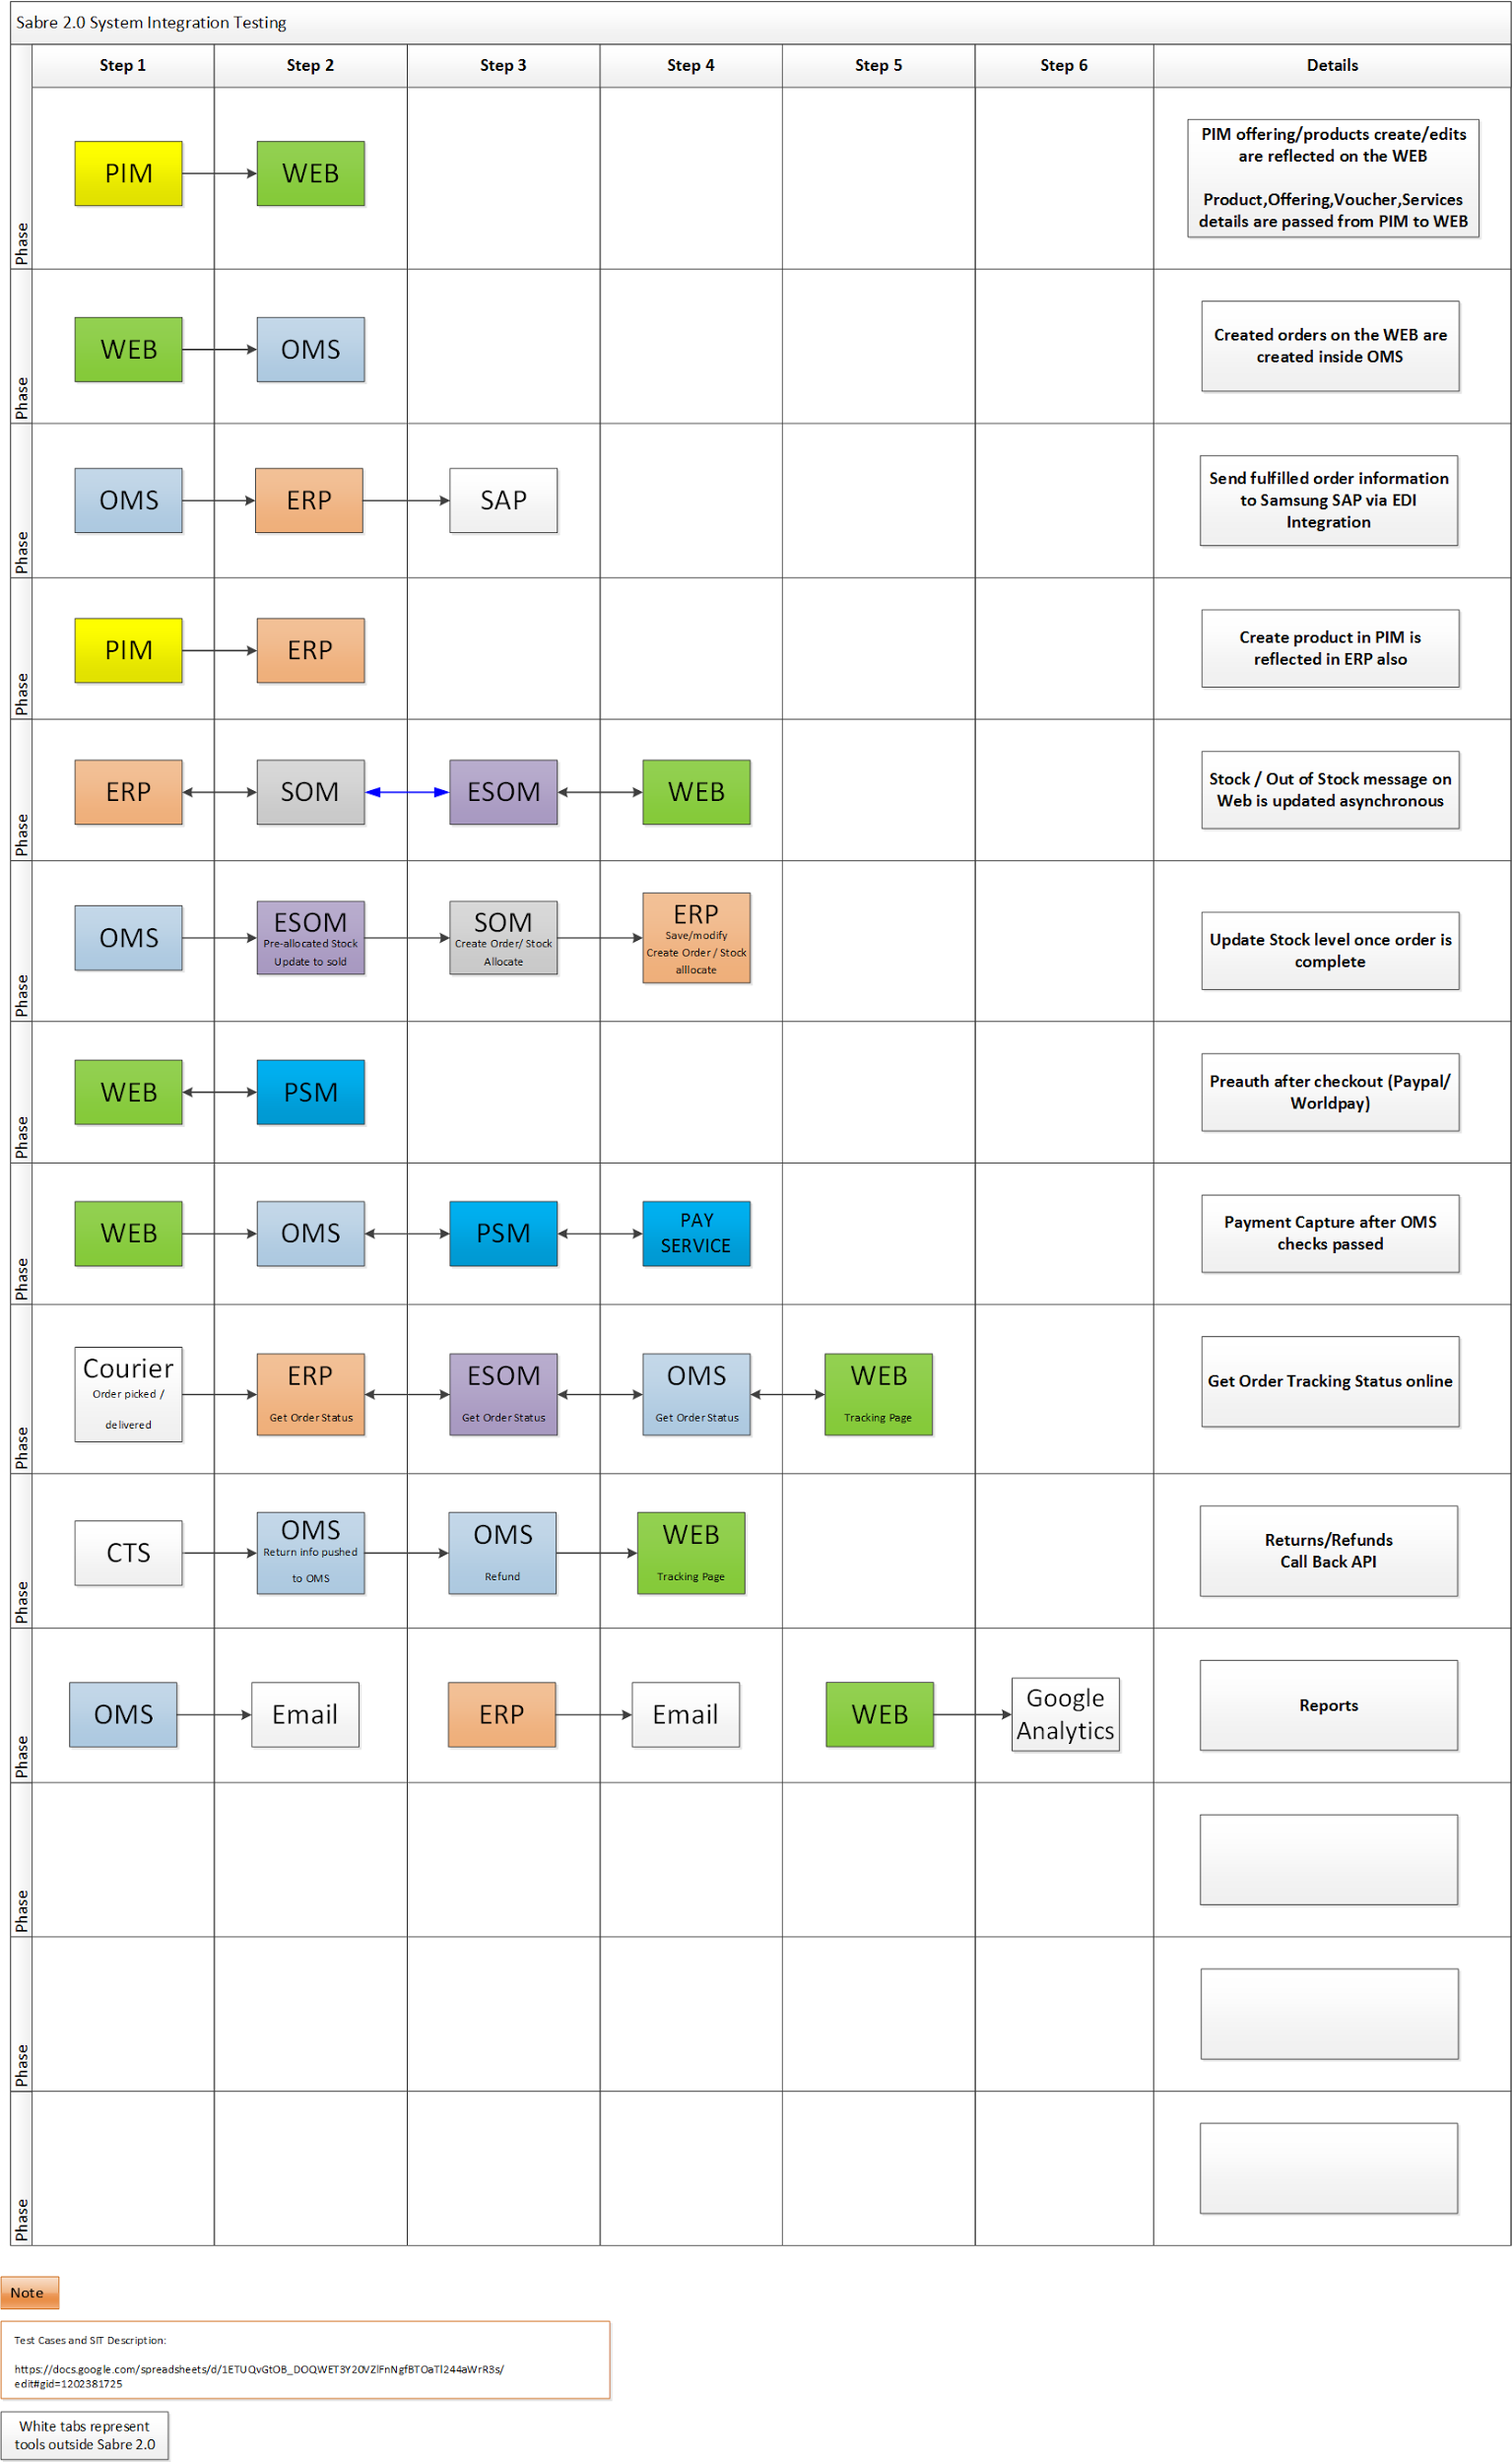 Sabre 2.0 System Integration Testing
Step 1
Step 2
Step 3
Step 4
Step 5
Step 6
Details
Phase
PIM
WEB
PIM offering/products create/edits
are reflected on the WEB
Product,Offering,Voucher,Services
details are passed from PIM to WEB
Phase
WEB
OMS
Created orders on the WEB are
created inside OMS
Phase
OMS
ERP
SAP
Send fulfilled order information
to Samsung SAP via EDI
Integration
Phase
PIM
ERP
Create product in PIM is
reflected in ERP also
Phase
ERP
SOM
ESOM
WEB
Stock / Out of Stock message on
Web is updated asynchronous
Phase
OMS
ESOM
Pre-allocated Stock
Update to sold
SOM
Create Order/ Stock
Allocate
ERP
Save/modify
Create Order / Stock
alllocate
Update Stock level once order is
complete
Phase
WEB
PSM
Preauth after checkout (Paypal/
Worldpay)
Phase
WEB
OMS
PSM
PAY
SERVICE
Payment Capture after OMS
checks passed
Phase
Courier
Order picked /
delivered
ERP
Get Order Status
ESOM
Get Order Status
OMS
Get Order Status
WEB
Tracking Page
Get Order Tracking Status online
Phase
CTS
OMS
Return info pushed
to OMS
OMS
Refund
WEB
Tracking Page
Returns/Refunds
Call Back API
Phase
OMS
Email
ERP
Email
WEB
Google
Analytics
Reports
Phase
Phase
Phase
Note
Test Cases and SIT Description:
https://docs.google.com/spreadsheets/d/1ETUQvGtOB_DOQWET3Y20VZlFnNgfBTOaTl244aWrR3s/
edit#gid=1202381725
White tabs represent
tools outside Sabre 2.0